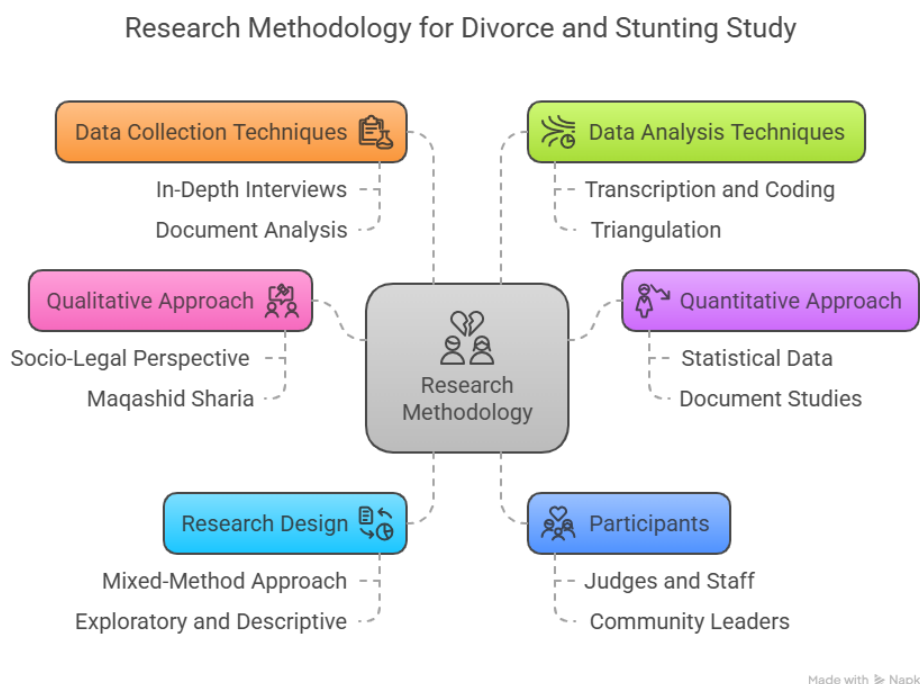 Research Methodology for Divorce and Stunting Study
Data Collection Techniques
In-Depth Interviews
Document Analysis
Data Analysis Techniques
Transcription and Coding
Triangulation
Qualitative Approach
Socio-Legal Perspective
Maqashid Sharia
Research
Methodology
Quantitative Approach
Statistical Data
Document Studies
Research Design
Mixed-Method Approach
Exploratory and Descriptive
Participants
Judges and Staff
Community Leaders
Made with Napk